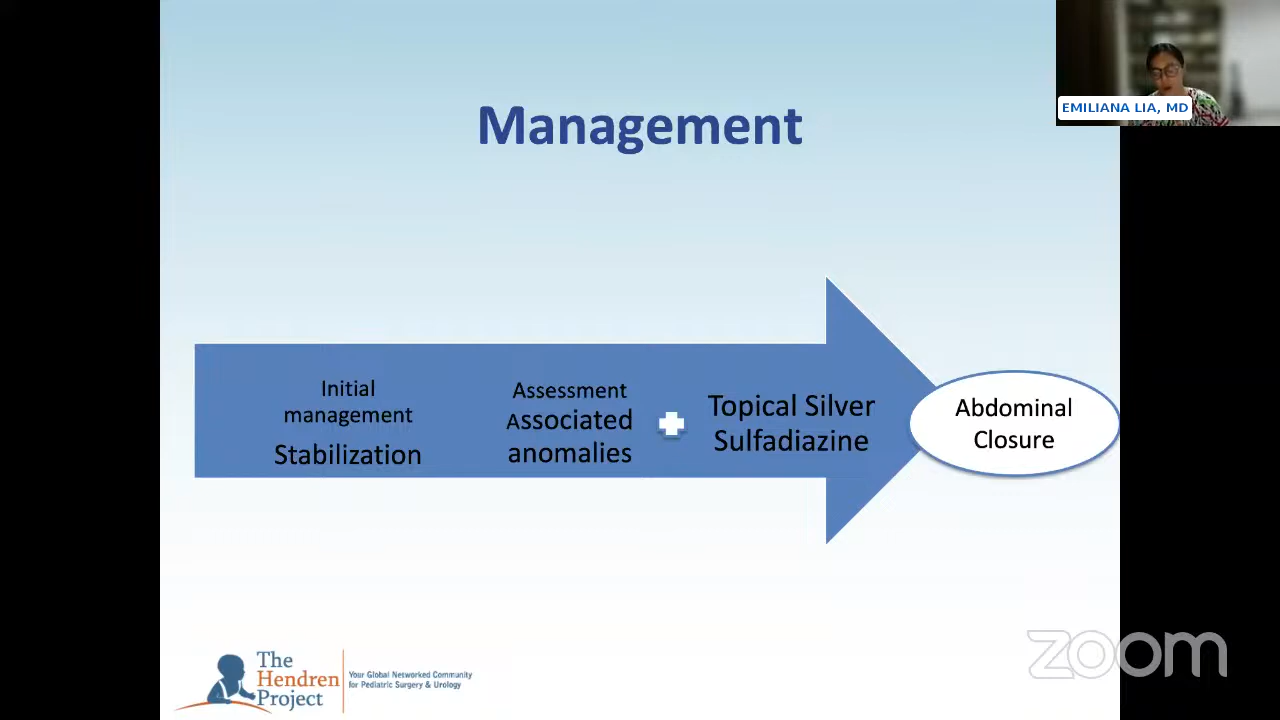 EMILIANA LIA, MD
Management
Initial
management
Stabilization
Assessment
Associated
anomalies
Topical Silver
Sulfadiazine
Abdominal
Closure
The
Hendren
Project
Your Global Networked Community
for Pediatric Surgery & Urology
zoom